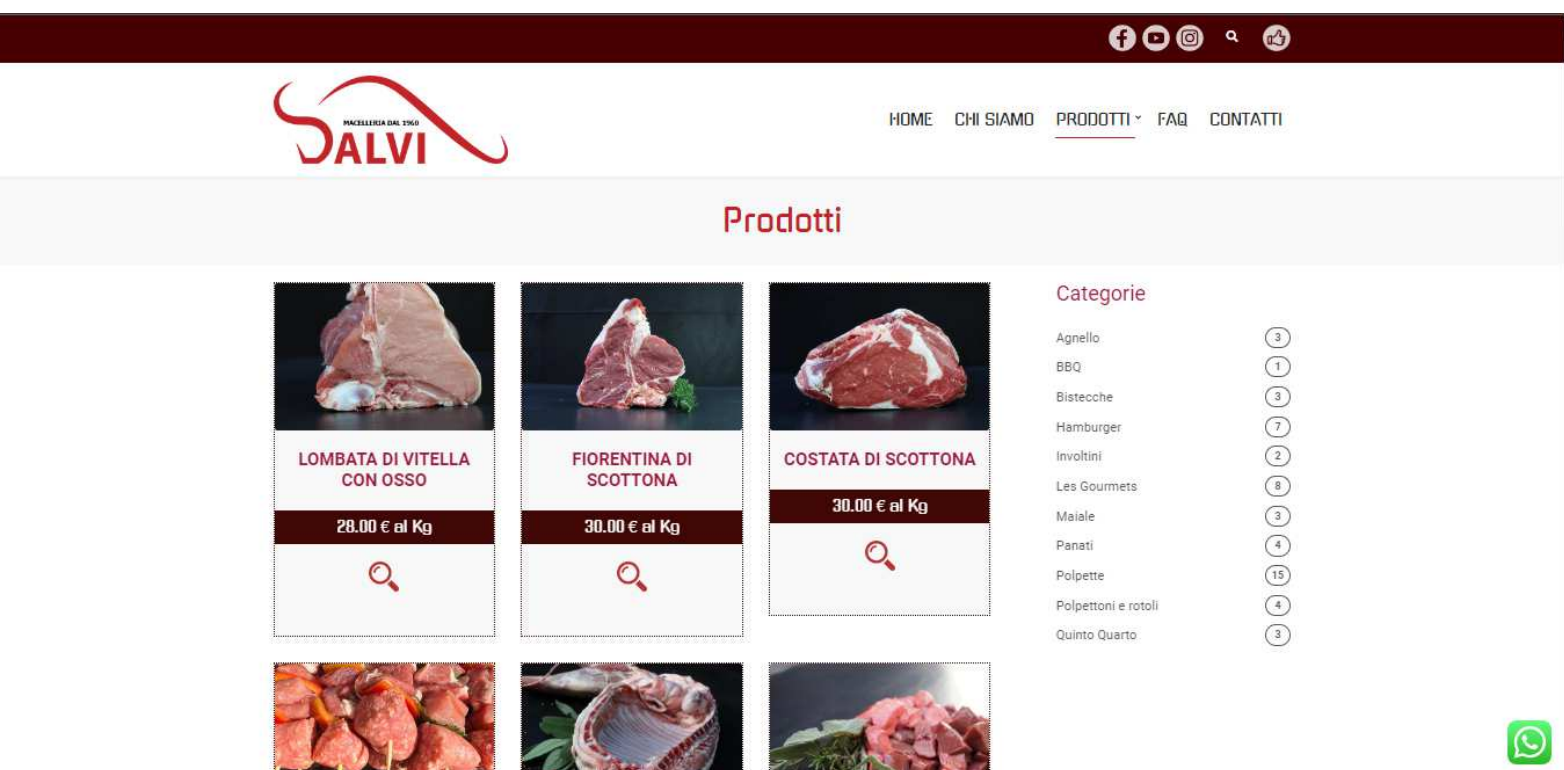 MACELLERIA DAL 1960
SALVI
HOME CHI SIAMO PRODOTTI FAQ CONTATTI
Prodotti
LOMBATA DI VITELLA
CON OSSO
28.00 € al Kg
FIORENTINA DI
SCOTTONA
30.00 € al Kg
COSTATA DI SCOTTONA
30.00 € al Kg
Categorie
Agnello 3
BBQ 1
Bistecche 3
Hamburger 7
Involtini 2
Les Gourmets 8
Maiale 3
Panati 4
Polpette 15
Polpettoni e rotoli 4
Quinto Quarto 3